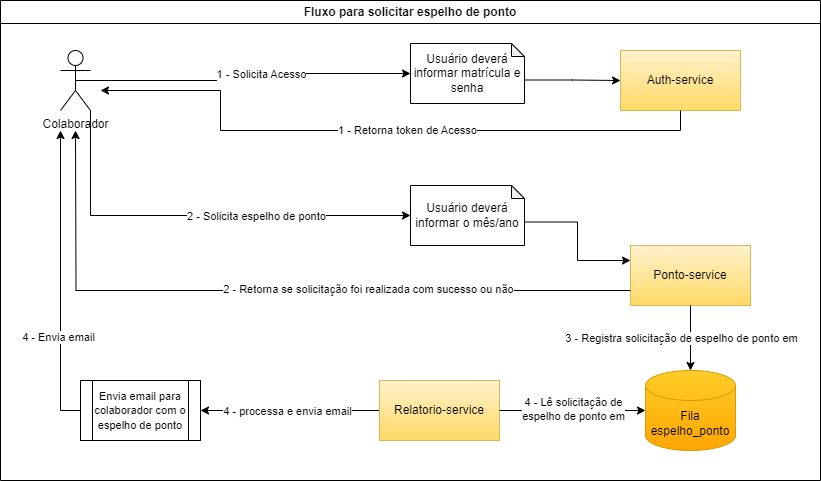 Fluxo para solicitar espelho de ponto
Usuário deverá
informar matrícula e
senha
1 - Solicita Acesso
Auth-service
Colaborador
1 - Retorna token de Acesso
Usuário deverá
informar o mês/ano
2 - Solicita espelho de ponto
Ponto-service
2 - Retorna se solicitação foi realizada com sucesso ou não
4 - Envia email
3 - Registra solicitação de espelho de ponto em
Envia email para
colaborador com o
espelho de ponto
4 - processa e envia email
Relatorio-service
4 - Lê solicitação de
espelho de ponto em
Fila
espelho_ponto